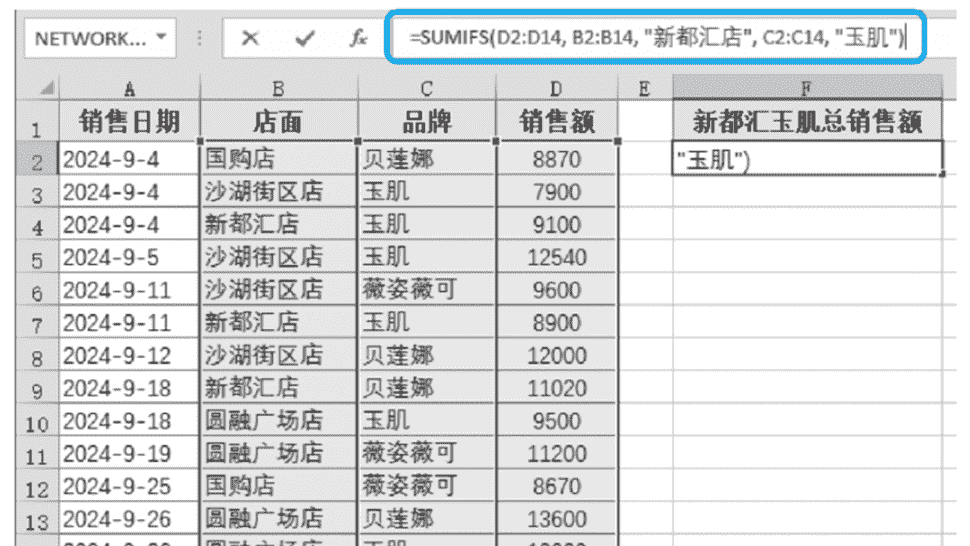 NETWORK... =SUMIFS(D2:D14, B2:B14, "新都汇店", C2:C14, "玉肌")
A B C D E F
1 销售日期 店面 品牌 销售额 新都汇玉肌总销售额
2 2024-9-4 国购店 贝莲娜 8870 "玉肌")
3 2024-9-4 沙湖街区店 玉肌 7900
4 2024-9-4 新都汇店 玉肌 9100
5 2024-9-5 沙湖街区店 玉肌 12540
6 2024-9-11 沙湖街区店 薇姿薇可 9600
7 2024-9-11 新都汇店 玉肌 8900
8 2024-9-12 沙湖街区店 贝莲娜 12000
9 2024-9-18 新都汇店 贝莲娜 11020
10 2024-9-18 圆融广场店 玉肌 9500
11 2024-9-19 圆融广场店 薇姿薇可 11200
12 2024-9-25 国购店 薇姿薇可 8670
13 2024-9-26 圆融广场店 贝莲娜 13600